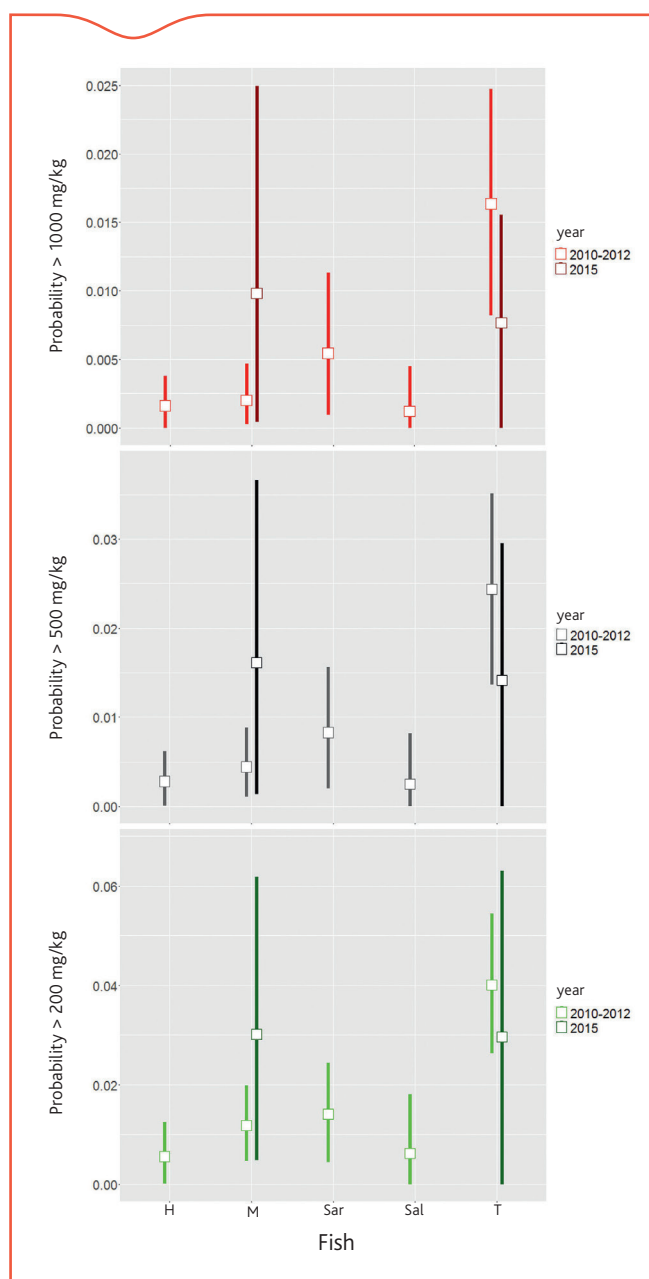 0.025
0.020
0.015
0.010
0.005
0.000
Probability > 1000 mg/kg
year
2010-2012
2015
0.03
0.02
0.01
0.00
Probability > 500 mg/kg
year
2010-2012
2015
0.06
0.04
0.02
0.00
Probability > 200 mg/kg
year
2010-2012
2015
H M Sar Sal T
Fish